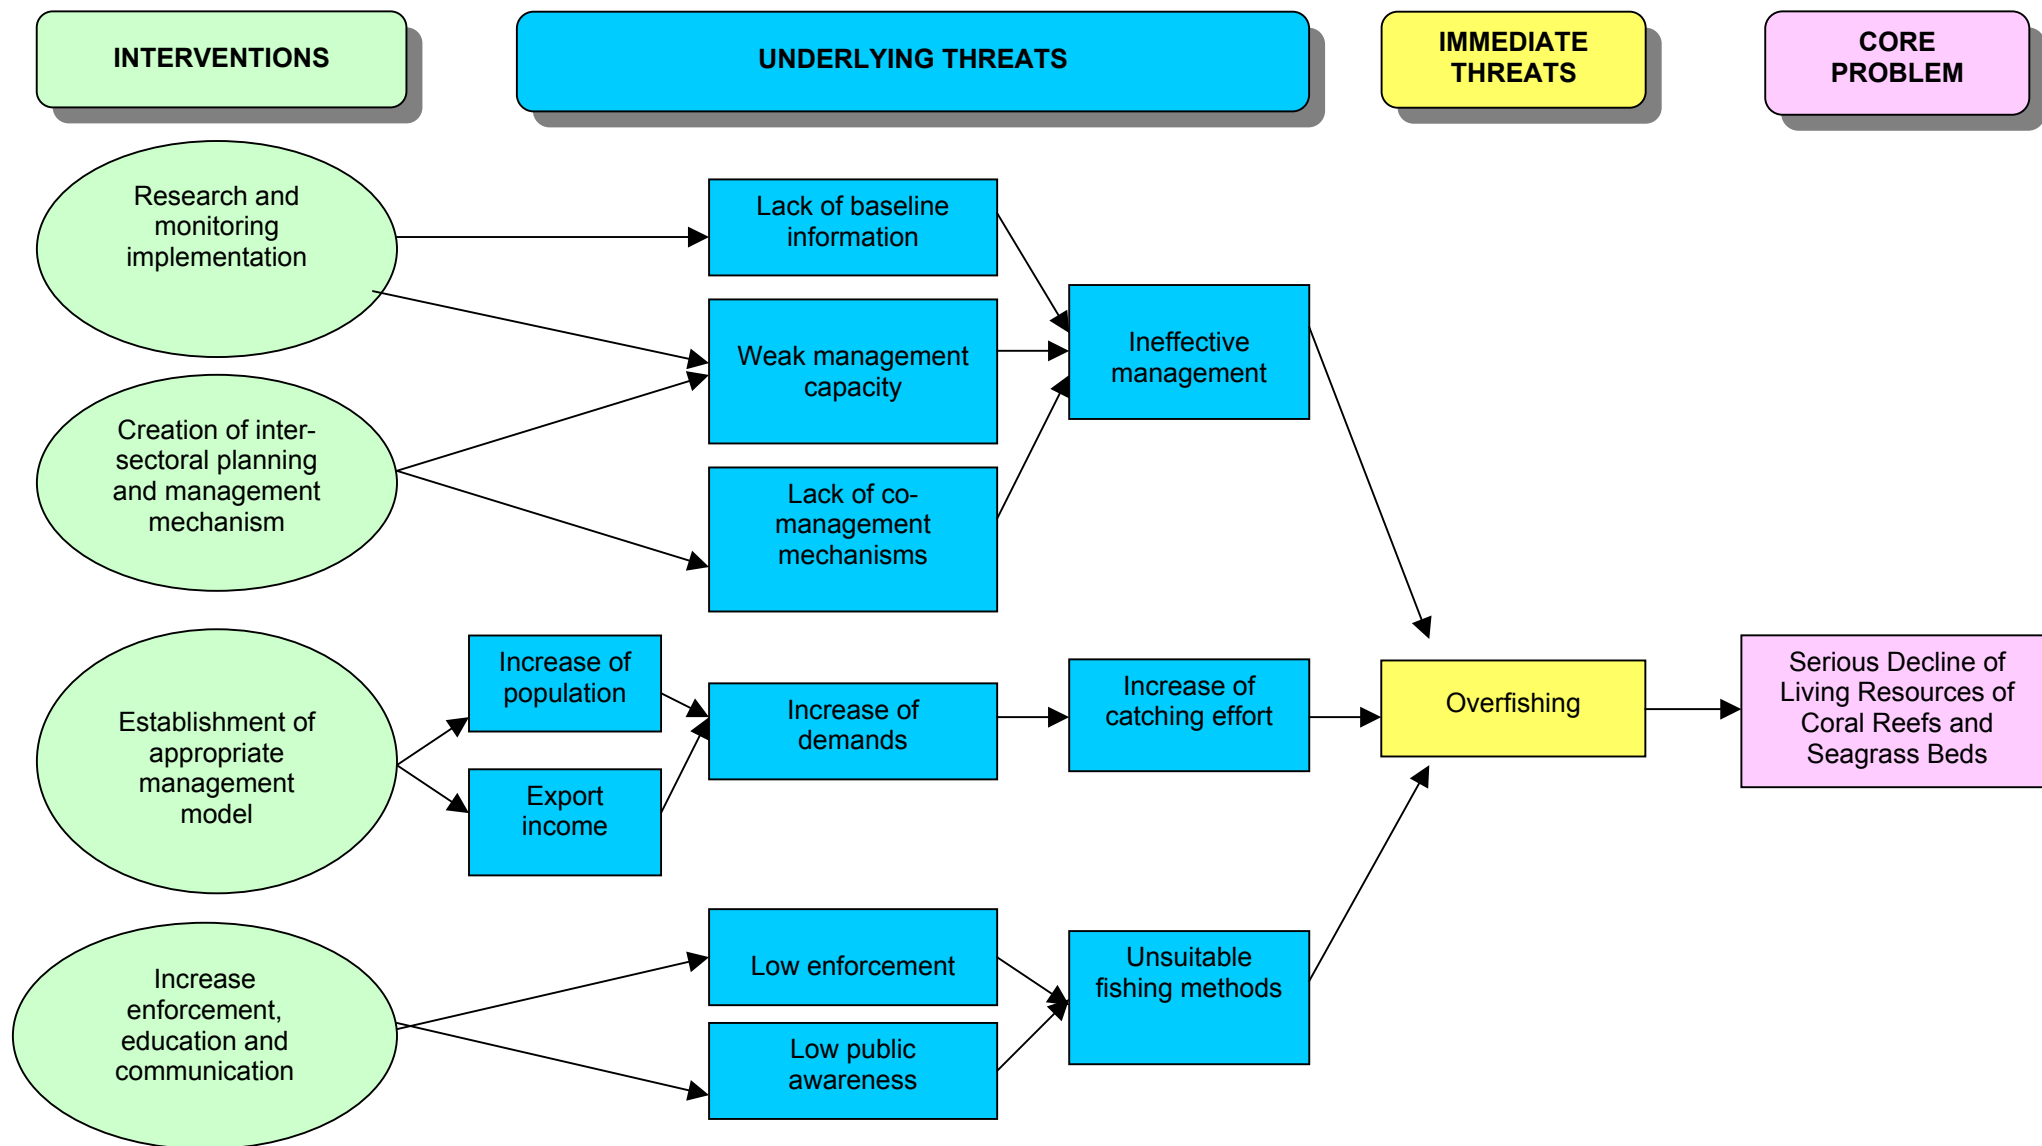 INTERVENTIONS
UNDERLYING THREATS
IMMEDIATE
THREATS
CORE
PROBLEM
Research and
monitoring
implementation
Lack of baseline
information
Weak management
capacity
Ineffective
management
Creation of inter-
sectoral planning
and management
mechanism
Lack of co-
management
mechanisms
Establishment of
appropriate
management
model
Increase of
population
Export
income
Increase of
demands
Increase of
catching effort
Overfishing
Serious Decline of
Living Resources of
Coral Reefs and
Seagrass Beds
Increase
enforcement,
education and
communication
Low enforcement
Low public
awareness
Unsuitable
fishing methods